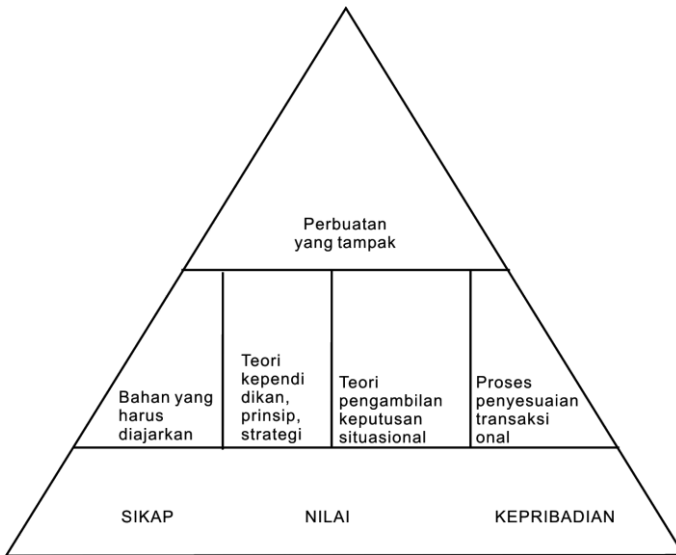 Perbuatan
yang tampak
Bahan yang
harus
diajarkan
Teori
kependi
dikan,
prinsip,
strategi
Teori
pengambilan
keputusan
situasional
Proses
penyesuaian
transaksi
onal
SIKAP NILAI KEPRIBADIAN